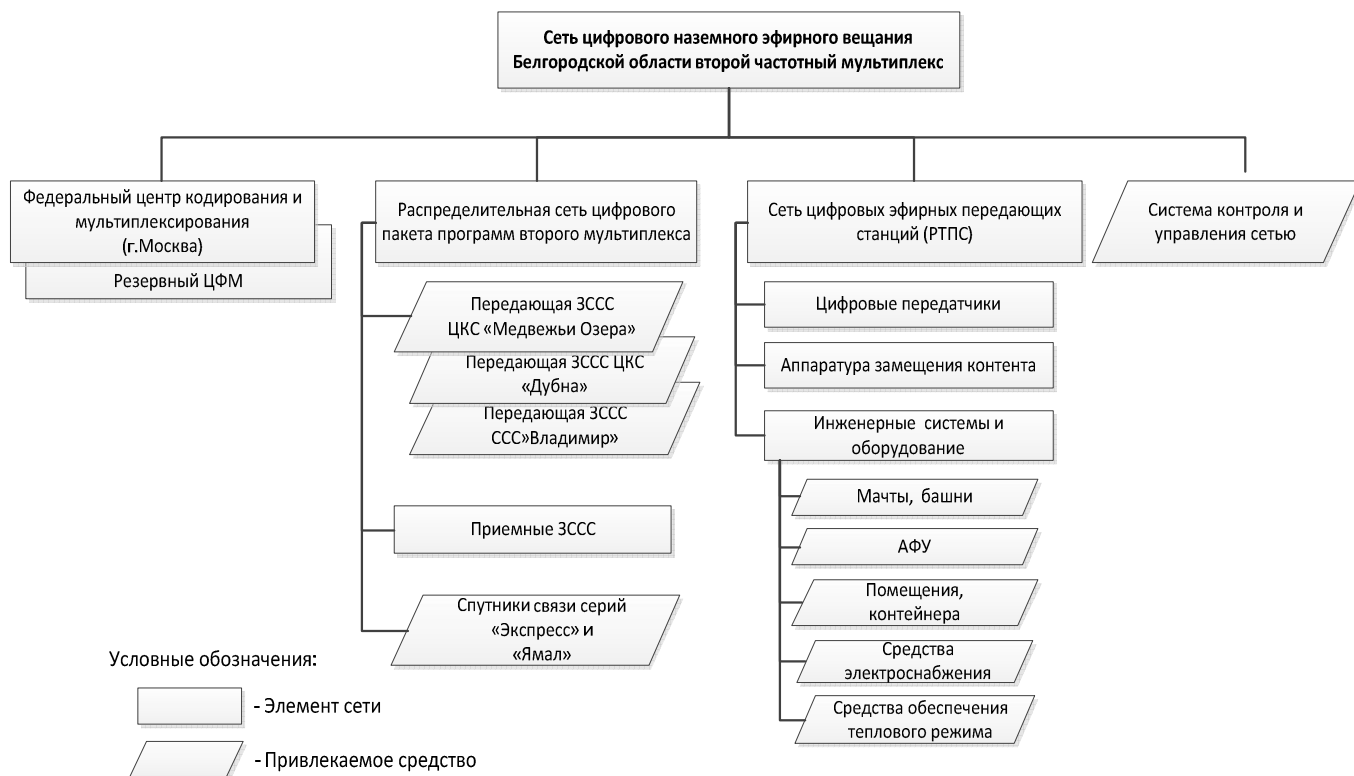 Сеть цифрового наземного эфирного вещания
Белгородской области второй частотный мультиплекс
Федеральный центр кодирования и
мультиплексирования
(г.Москва)
Резервный ЦФМ
Распределительная сеть цифрового
пакета программ второго мультиплекса
Передающая ЗССС
ЦКС «Медвежьи Озера»
Передающая ЗССС ЦКС
«Дубна»
Передающая ЗССС
ССС»Владимир»
Приемные ЗССС
Спутники связи серий
«Экспресс» и
«Ямал»
Сеть цифровых эфирных передающих
станций (РТПС)
Цифровые передатчики
Аппаратура замещения контента
Инженерные системы и
оборудование
Мачты, башни
АФУ
Помещения,
контейнера
Средства
электроснабжения
Средства обеспечения
теплового режима
Система контроля и
управления сетью
Условные обозначения:
- Элемент сети
- Привлекаемое средство